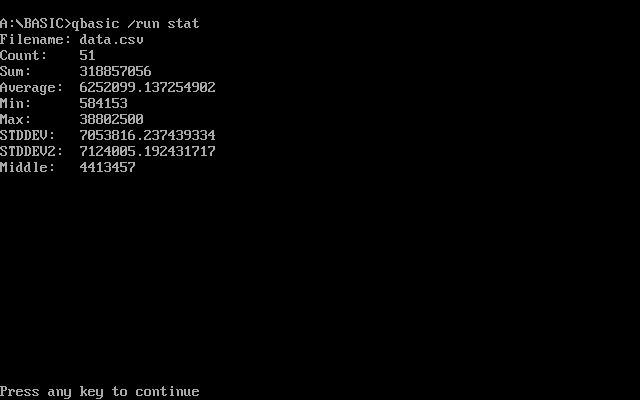 A:\BASIC>qbasic /run stat
Filename: data.csv
Count:    51
Sum:      318857056
Average:  6252099.137254902
Min:      584153
Max:      38802500
STDDEV:   7053816.237439334
STDDEV2:  7124005.192431717
Middle:   4413457
Press any key to continue